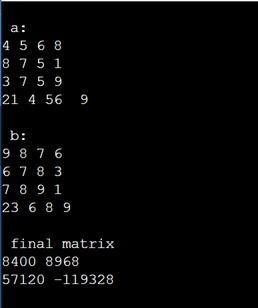 a:
4 5 6 8
8 7 5 1
3 7 5 9
21 4 56  9
b:
9 8 7 6
6 7 8 3
7 8 9 1
23 6 8 9
final matrix
8400 8968
57120 -119328